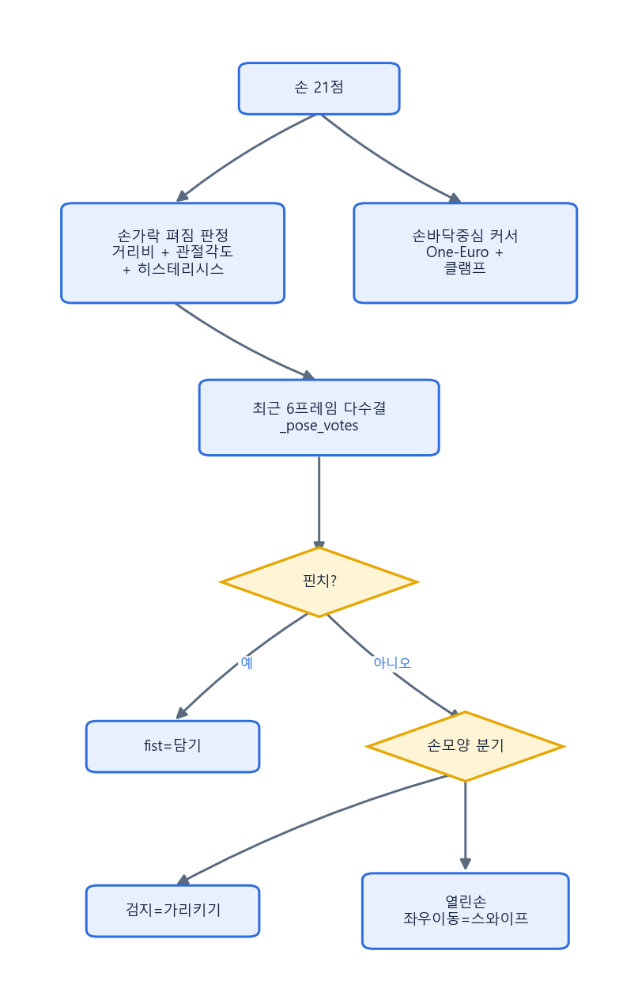 손 21점
손가락 펴짐 판정
거리비 + 관절각도
+ 히스테리시스
손바닥중심 커서
One-Euro +
클램프
최근 6프레임 다수결
_pose_votes
핀치?
예
아니오
fist=담기
손모양 분기
검지=가리키기
열린손
좌우이동=스와이프